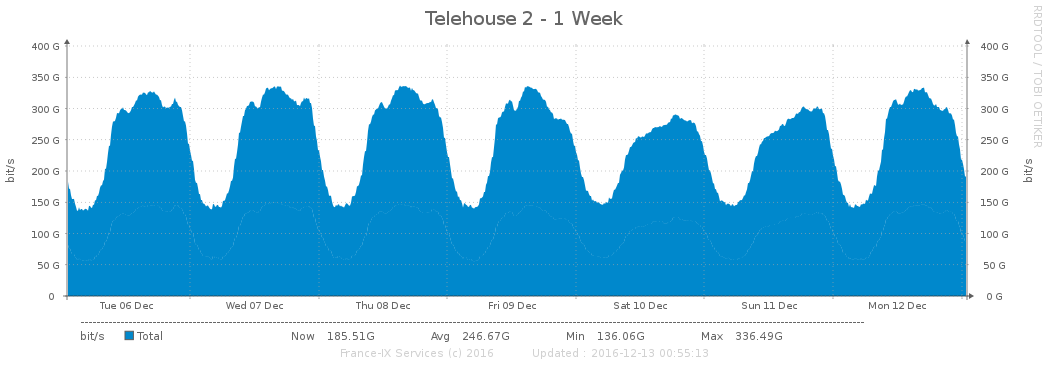 Telehouse 2 - 1 Week
RRDTOOL / TOBI OETIKER
400 G 400 G
350 G 350 G
300 G 300 G
250 G 250 G
200 G 200 G
150 G 150 G
100 G 100 G
50 G 50 G
0 0 G
bit/s bit/s
Tue 06 Dec Wed 07 Dec Thu 08 Dec Fri 09 Dec Sat 10 Dec Sun 11 Dec Mon 12 Dec
bit/s Total Now 185.51G Avg 246.67G Min 136.06G Max 336.49G
France-IX Services (c) 2016 Updated : 2016-12-13 00:55:13